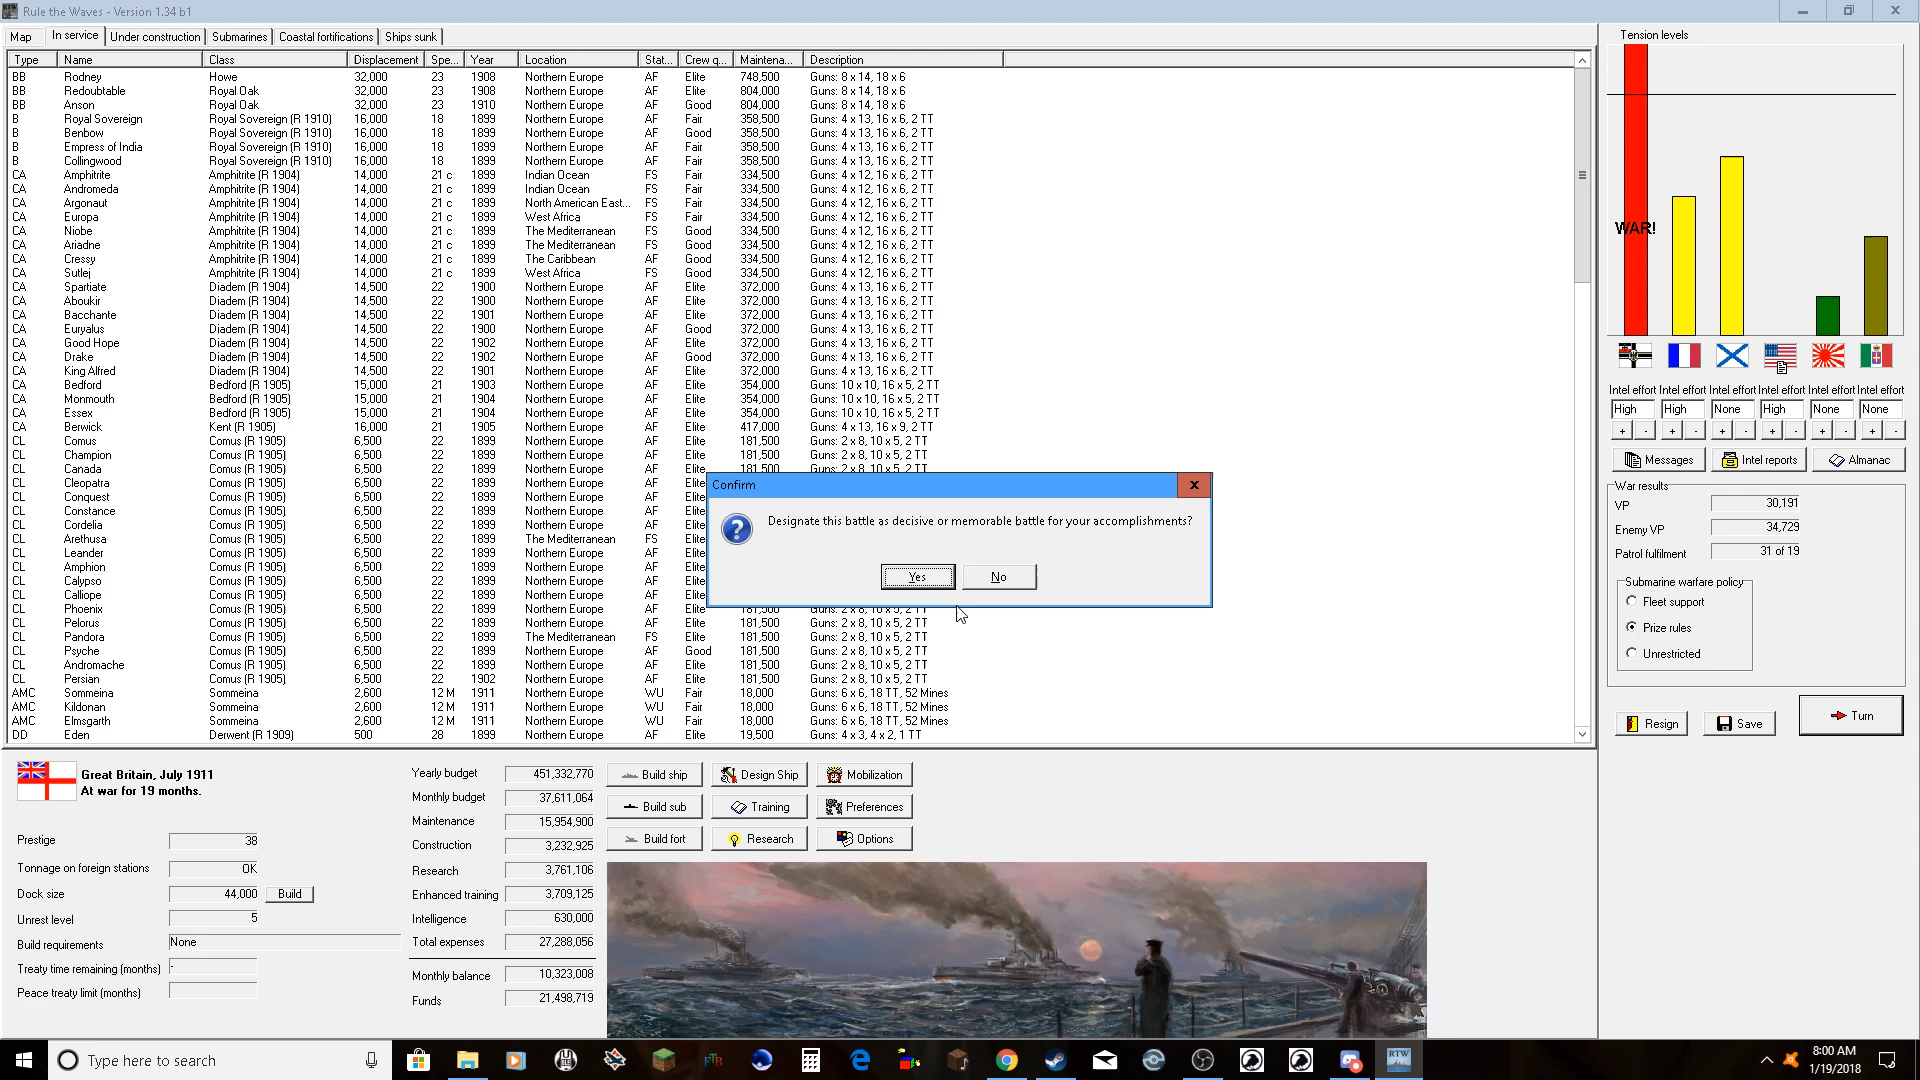 Rule the Waves - Version 1.34 b1
Map In service Under construction Submarines Coastal fortifications Ships sunk
Type Name Class Displacement Spe... Year Location Stat... Crew q... Maintena... Description
BB Rodney Howe 32,000 23 1908 Northern Europe AF Elite 748,500 Guns: 8 x 14, 18 x 6
BB Redoubtable Royal Oak 32,000 23 1908 Northern Europe AF Elite 804,000 Guns: 8 x 14, 18 x 6
BB Anson Royal Oak 32,000 23 1910 Northern Europe AF Good 804,000 Guns: 8 x 14, 18 x 6
B Royal Sovereign Royal Sovereign (R 1910) 16,000 18 1899 Northern Europe AF Fair 358,500 Guns: 4 x 13, 16 x 6, 2 TT
B Benbow Royal Sovereign (R 1910) 16,000 18 1899 Northern Europe AF Good 358,500 Guns: 4 x 13, 16 x 6, 2 TT
B Empress of India Royal Sovereign (R 1910) 16,000 18 1899 Northern Europe AF Fair 358,500 Guns: 4 x 13, 16 x 6, 2 TT
B Collingwood Royal Sovereign (R 1910) 16,000 18 1899 Northern Europe AF Fair 358,500 Guns: 4 x 13, 16 x 6, 2 TT
CA Amphitrite Amphitrite (R 1904) 14,000 21 c 1899 Indian Ocean FS Fair 334,500 Guns: 4 x 12, 16 x 6, 2 TT
CA Andromeda Amphitrite (R 1904) 14,000 21 c 1899 Indian Ocean FS Fair 334,500 Guns: 4 x 12, 16 x 6, 2 TT
CA Argonaut Amphitrite (R 1904) 14,000 21 c 1899 North American East... FS Fair 334,500 Guns: 4 x 12, 16 x 6, 2 TT
CA Europa Amphitrite (R 1904) 14,000 21 c 1899 West Africa FS Fair 334,500 Guns: 4 x 12, 16 x 6, 2 TT
CA Niobe Amphitrite (R 1904) 14,000 21 c 1899 The Mediterranean FS Good 334,500 Guns: 4 x 12, 16 x 6, 2 TT
CA Ariadne Amphitrite (R 1904) 14,000 21 c 1899 The Mediterranean FS Good 334,500 Guns: 4 x 12, 16 x 6, 2 TT
CA Cressy Amphitrite (R 1904) 14,000 21 c 1899 The Caribbean FS Good 334,500 Guns: 4 x 12, 16 x 6, 2 TT
CA Sutlej Amphitrite (R 1904) 14,000 21 c 1899 West Africa FS Good 334,500 Guns: 4 x 12, 16 x 6, 2 TT
CA Spartiate Diadem (R 1904) 14,500 22 1900 Northern Europe AF Elite 372,000 Guns: 4 x 13, 16 x 6, 2 TT
CA Aboukir Diadem (R 1904) 14,500 22 1900 Northern Europe AF Elite 372,000 Guns: 4 x 13, 16 x 6, 2 TT
CA Bacchante Diadem (R 1904) 14,500 22 1901 Northern Europe AF Elite 372,000 Guns: 4 x 13, 16 x 6, 2 TT
CA Euryalus Diadem (R 1904) 14,500 22 1900 Northern Europe AF Good 372,000 Guns: 4 x 13, 16 x 6, 2 TT
CA Good Hope Diadem (R 1904) 14,500 22 1902 Northern Europe AF Elite 372,000 Guns: 4 x 13, 16 x 6, 2 TT
CA Drake Diadem (R 1904) 14,500 22 1902 Northern Europe AF Good 372,000 Guns: 4 x 13, 16 x 6, 2 TT
CA King Alfred Diadem (R 1904) 14,500 22 1901 Northern Europe AF Elite 372,000 Guns: 4 x 13, 16 x 6, 2 TT
CA Bedford Bedford (R 1905) 15,000 21 1903 Northern Europe AF Elite 354,000 Guns: 10 x 10, 16 x 5, 2 TT
CA Monmouth Bedford (R 1905) 15,000 21 1904 Northern Europe AF Elite 354,000 Guns: 10 x 10, 16 x 5, 2 TT
CA Essex Bedford (R 1905) 15,000 21 1904 Northern Europe AF Elite 354,000 Guns: 10 x 10, 16 x 5, 2 TT
CA Berwick Kent (R 1905) 16,000 21 1905 Northern Europe AF Elite 417,000 Guns: 4 x 13, 16 x 9, 2 TT
CL Comus Comus (R 1905) 6,500 22 1899 Northern Europe AF Elite 181,500 Guns: 2 x 8, 10 x 5, 2 TT
CL Champion Comus (R 1905) 6,500 22 1899 Northern Europe AF Elite 181,500 Guns: 2 x 8, 10 x 5, 2 TT
CL Canada Comus (R 1905) 6,500 22 1899 Northern Europe AF Elite 181,500 Guns: 2 x 8, 10 x 5, 2 TT
CL Cleopatra Comus (R 1905) 6,500 22 1899 Northern Europe AF Elite
CL Conquest Comus (R 1905) 6,500 22 1899 Northern Europe AF Elite
CL Constance Comus (R 1905) 6,500 22 1899 Northern Europe AF Elite
CL Cordelia Comus (R 1905) 6,500 22 1899 Northern Europe AF Elite
CL Arethusa Comus (R 1905) 6,500 22 1899 The Mediterranean FS Elite
CL Leander Comus (R 1905) 6,500 22 1899 Northern Europe AF Elite
CL Amphion Comus (R 1905) 6,500 22 1899 Northern Europe AF Elite
CL Calypso Comus (R 1905) 6,500 22 1899 Northern Europe AF Elite
CL Calliope Comus (R 1905) 6,500 22 1899 Northern Europe AF Elite
CL Phoenix Comus (R 1905) 6,500 22 1899 Northern Europe AF Elite 181,500 Guns: 2 x 8, 10 x 5, 2 TT
CL Pelorus Comus (R 1905) 6,500 22 1899 Northern Europe AF Elite 181,500 Guns: 2 x 8, 10 x 5, 2 TT
CL Pandora Comus (R 1905) 6,500 22 1899 The Mediterranean FS Elite 181,500 Guns: 2 x 8, 10 x 5, 2 TT
CL Psyche Comus (R 1905) 6,500 22 1899 Northern Europe AF Good 181,500 Guns: 2 x 8, 10 x 5, 2 TT
CL Andromache Comus (R 1905) 6,500 22 1899 Northern Europe AF Elite 181,500 Guns: 2 x 8, 10 x 5, 2 TT
CL Persian Comus (R 1905) 6,500 22 1902 Northern Europe AF Elite 181,500 Guns: 2 x 8, 10 x 5, 2 TT
AMC Sommeina Sommeina 2,600 12 M 1911 Northern Europe WU Fair 18,000 Guns: 6 x 6, 18 TT, 52 Mines
AMC Kildonan Sommeina 2,600 12 M 1911 Northern Europe WU Fair 18,000 Guns: 6 x 6, 18 TT, 52 Mines
AMC Elmsgarth Sommeina 2,600 12 M 1911 Northern Europe WU Fair 18,000 Guns: 6 x 6, 18 TT, 52 Mines
DD Eden Derwent (R 1909) 500 28 1899 Northern Europe AF Elite 19,500 Guns: 4 x 3, 4 x 2, 1 TT
Confirm
Designate this battle as decisive or memorable battle for your accomplishments?
Yes No
Tension levels
WAR!
Intel effort Intel effort Intel effort Intel effort Intel effort Intel effort
High High None High None None
+ - + - + - + - + - + -
Messages Intel reports Almanac
War results
VP 30,191
Enemy VP 34,729
Patrol fulfilment 31 of 19
Submarine warfare policy
Fleet support
Prize rules
Unrestricted
Resign Save Turn
Great Britain, July 1911
At war for 19 months.
Prestige 38
Tonnage on foreign stations OK
Dock size 44,000 Build
Unrest level 5
Build requirements None
Treaty time remaining (months) -
Peace treaty limit (months)
Yearly budget 451,332,770
Monthly budget 37,611,064
Maintenance 15,954,900
Construction 3,232,925
Research 3,761,106
Enhanced training 3,709,125
Intelligence 630,000
Total expenses 27,288,056
Monthly balance 10,323,008
Funds 21,498,719
Build ship Design Ship Mobilization
Build sub Training Preferences
Build fort Research Options
Type here to search
FTB
RTW
8:00 AM
1/19/2018